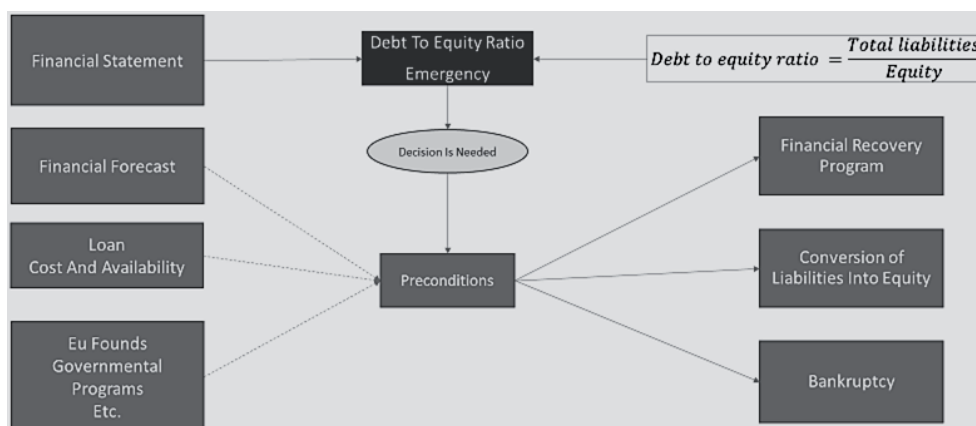 Financial Statement
Debt To Equity Ratio
Emergency
Debt to equity ratio = Total liabilities / Equity
Financial Forecast
Decision Is Needed
Financial Recovery
Program
Loan
Cost And Availability
Preconditions
Conversion of
Liabilities Into Equity
Eu Founds
Governmental
Programs
Etc.
Bankruptcy